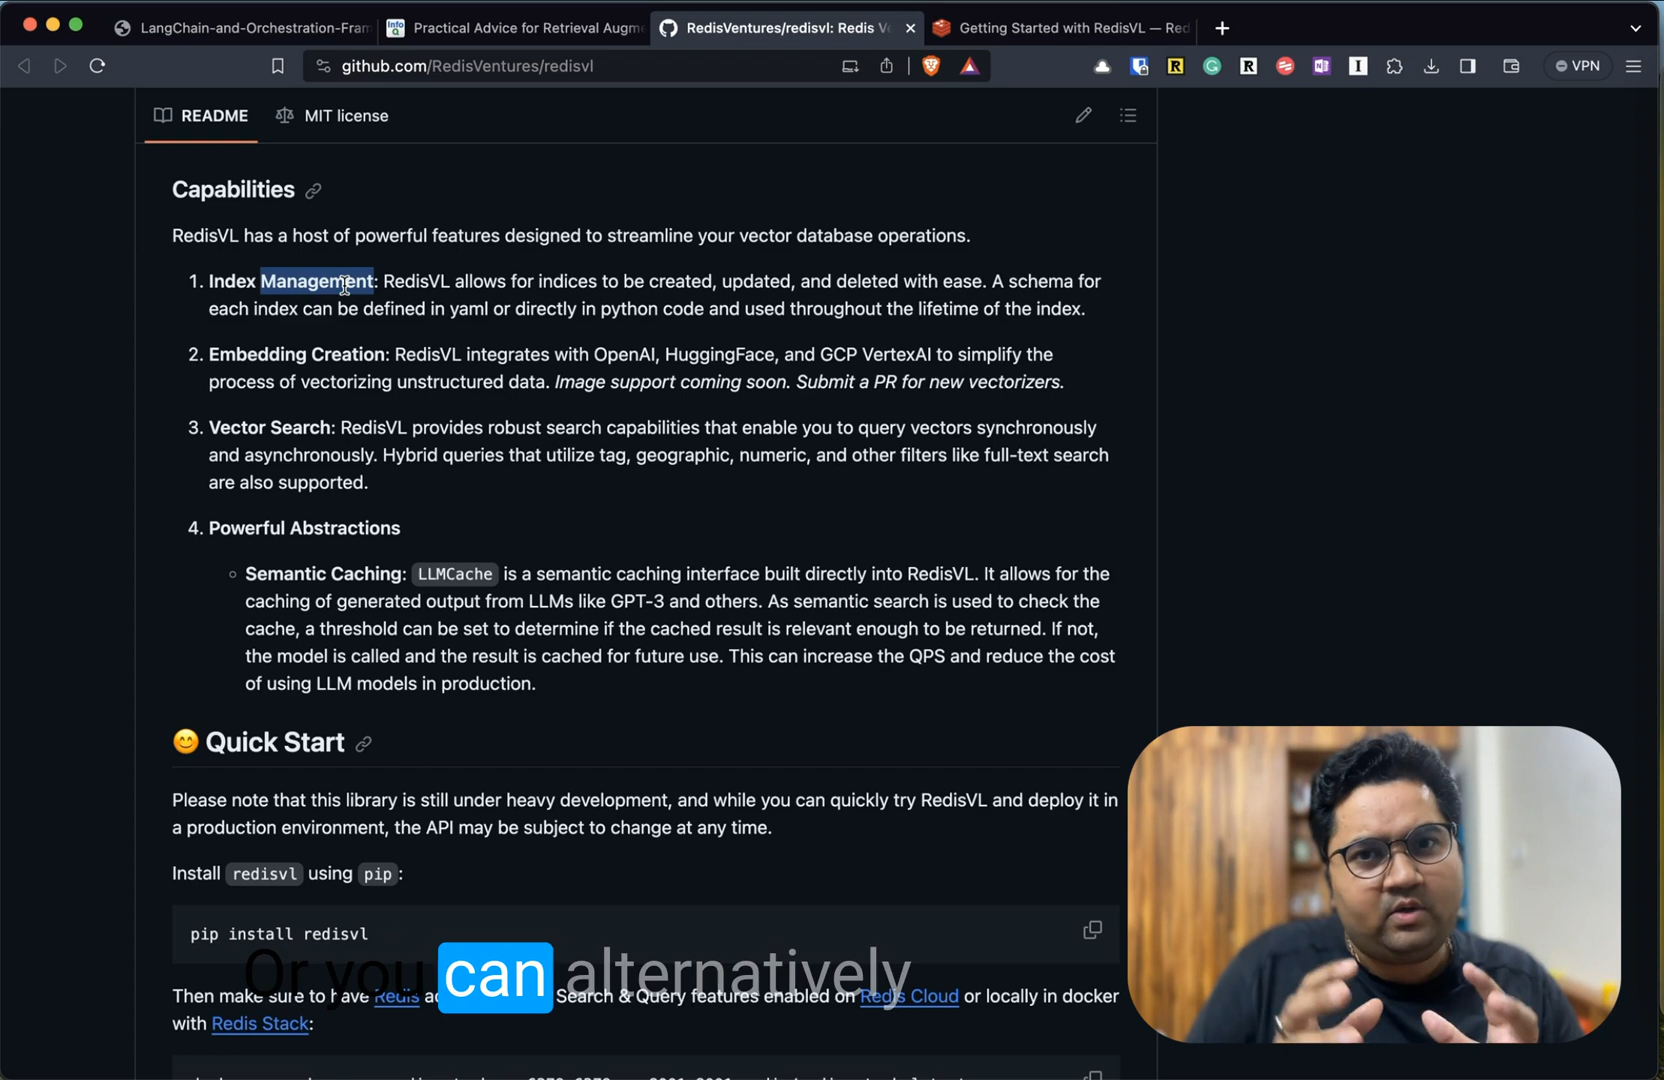 LangChain-and-Orchestration-Fram
Practical Advice for Retrieval Augme
RedisVentures/redisvl: Redis V
Getting Started with RedisVL — Red
github.com/RedisVentures/redisvl
VPN
README
MIT license
Capabilities
RedisVL has a host of powerful features designed to streamline your vector database operations.
1. Index Management: RedisVL allows for indices to be created, updated, and deleted with ease. A schema for
each index can be defined in yaml or directly in python code and used throughout the lifetime of the index.
2. Embedding Creation: RedisVL integrates with OpenAI, HuggingFace, and GCP VertexAI to simplify the
process of vectorizing unstructured data. Image support coming soon. Submit a PR for new vectorizers.
3. Vector Search: RedisVL provides robust search capabilities that enable you to query vectors synchronously
and asynchronously. Hybrid queries that utilize tag, geographic, numeric, and other filters like full-text search
are also supported.
4. Powerful Abstractions
Semantic Caching: LLMCache is a semantic caching interface built directly into RedisVL. It allows for the
caching of generated output from LLMs like GPT-3 and others. As semantic search is used to check the
cache, a threshold can be set to determine if the cached result is relevant enough to be returned. If not,
the model is called and the result is cached for future use. This can increase the QPS and reduce the cost
of using LLM models in production.
😊 Quick Start
Please note that this library is still under heavy development, and while you can quickly try RedisVL and deploy it in
a production environment, the API may be subject to change at any time.
Install redisvl using pip:
pip install redisvl
Or you can alternatively
Then make sure to have Redis Search & Query features enabled on Redis Cloud or locally in docker
with Redis Stack: